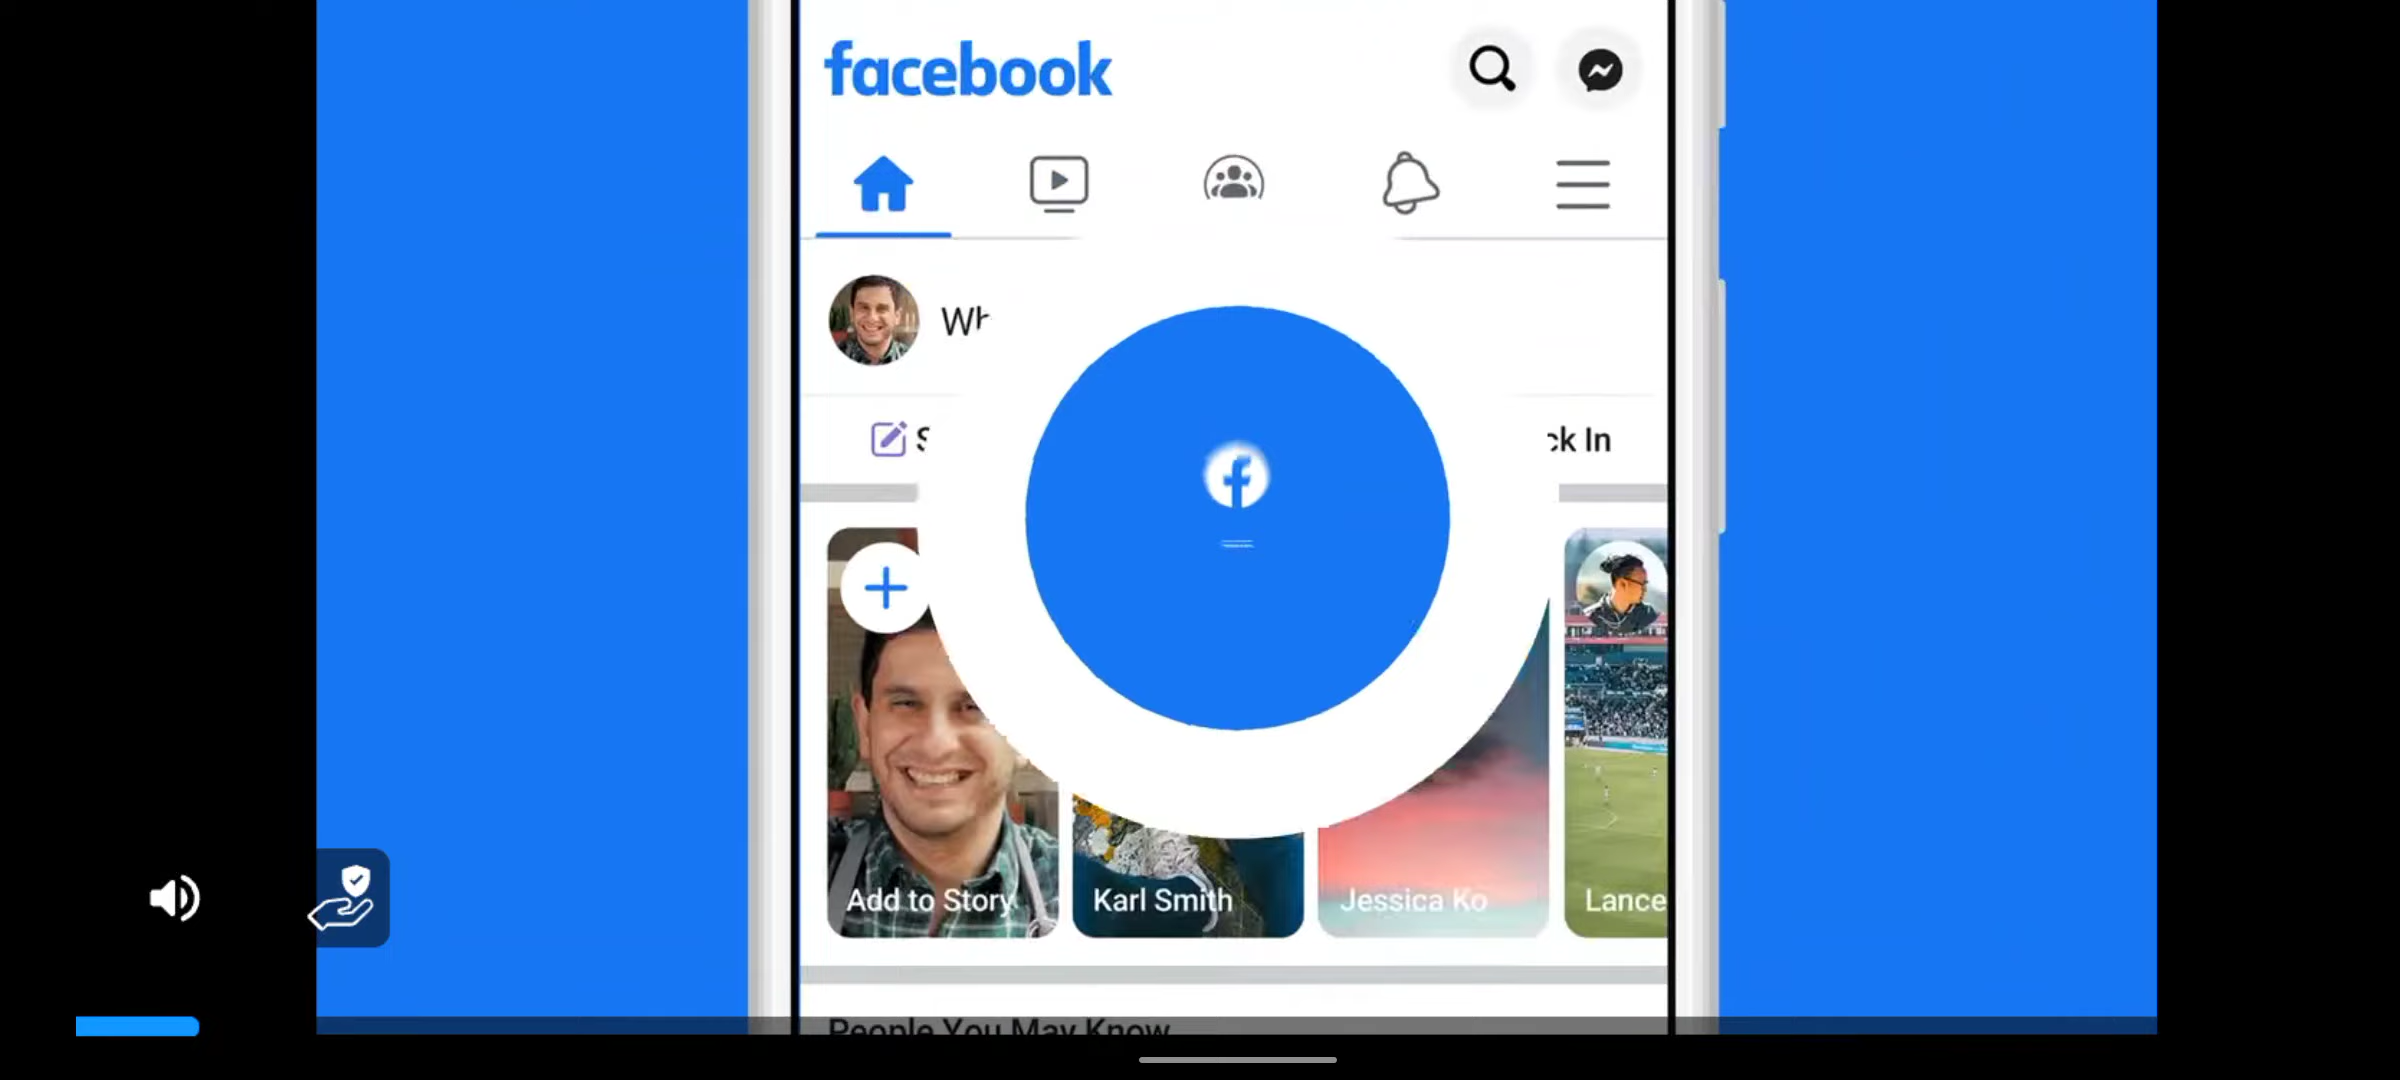 facebook
Wh
S
ck In
Add to Story
Karl Smith
Jessica Ko
Lance
People You May Know